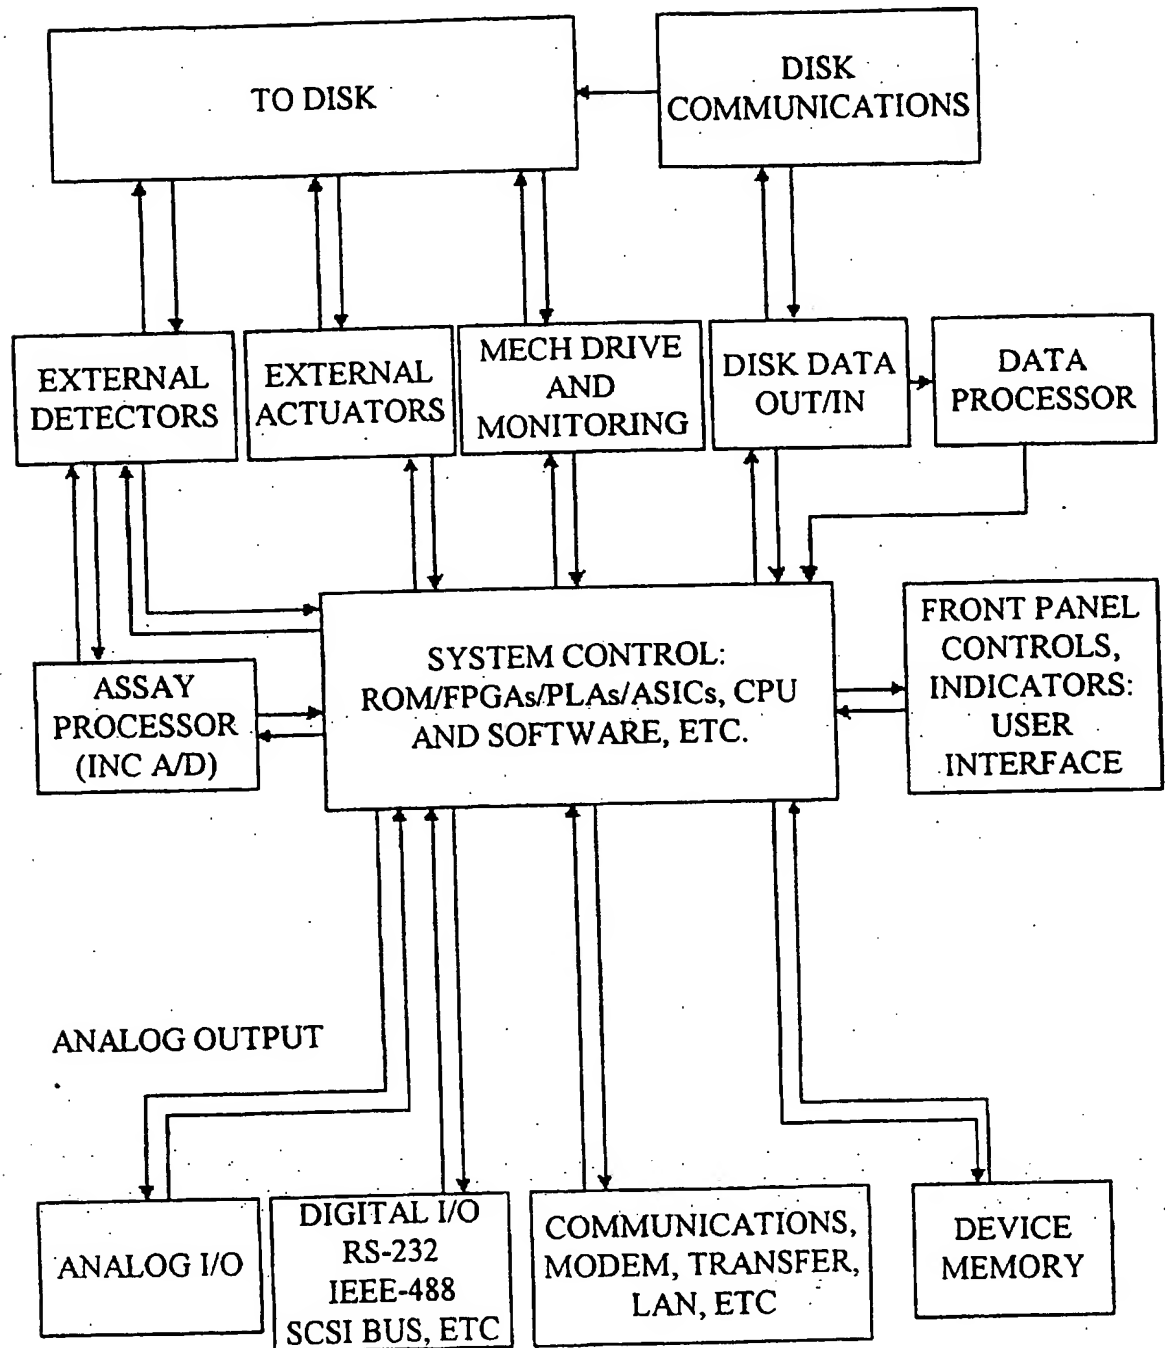 TO DISK
DISK
COMMUNICATIONS
EXTERNAL
DETECTORS
EXTERNAL
ACTUATORS
MECH DRIVE
AND
MONITORING
DISK DATA
OUT/IN
DATA
PROCESSOR
ASSAY
PROCESSOR
(INC A/D)
SYSTEM CONTROL:
ROM/FPGAs/PLAs/ASICs, CPU
AND SOFTWARE, ETC.
FRONT PANEL
CONTROLS,
INDICATORS:
USER
INTERFACE
ANALOG OUTPUT
ANALOG I/O
DIGITAL I/O
RS-232
IEEE-488
SCSI BUS, ETC
COMMUNICATIONS,
MODEM, TRANSFER,
LAN, ETC
DEVICE
MEMORY